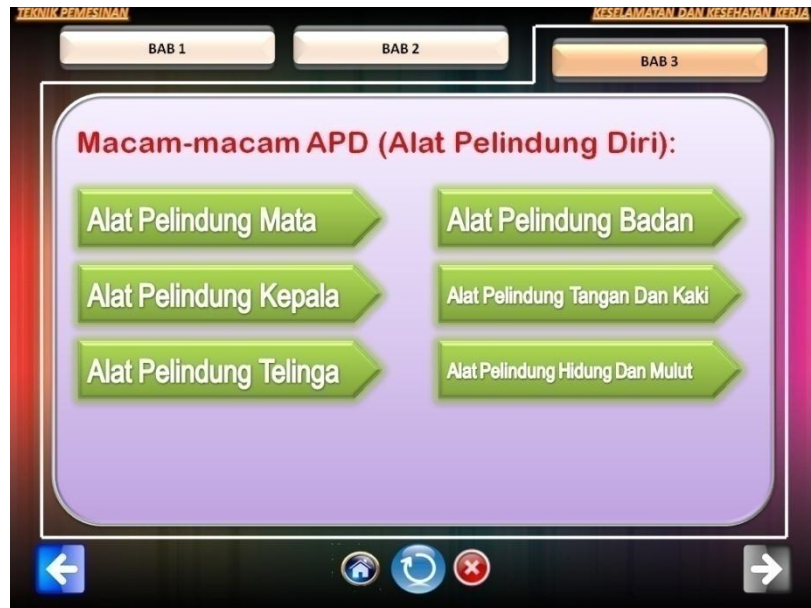 TEKNIK PEMESINAN
KESELAMATAN DAN KESEHATAN KERJA
BAB 1
BAB 2
BAB 3
Macam-macam APD (Alat Pelindung Diri):
Alat Pelindung Mata
Alat Pelindung Kepala
Alat Pelindung Telinga
Alat Pelindung Badan
Alat Pelindung Tangan Dan Kaki
Alat Pelindung Hidung Dan Mulut